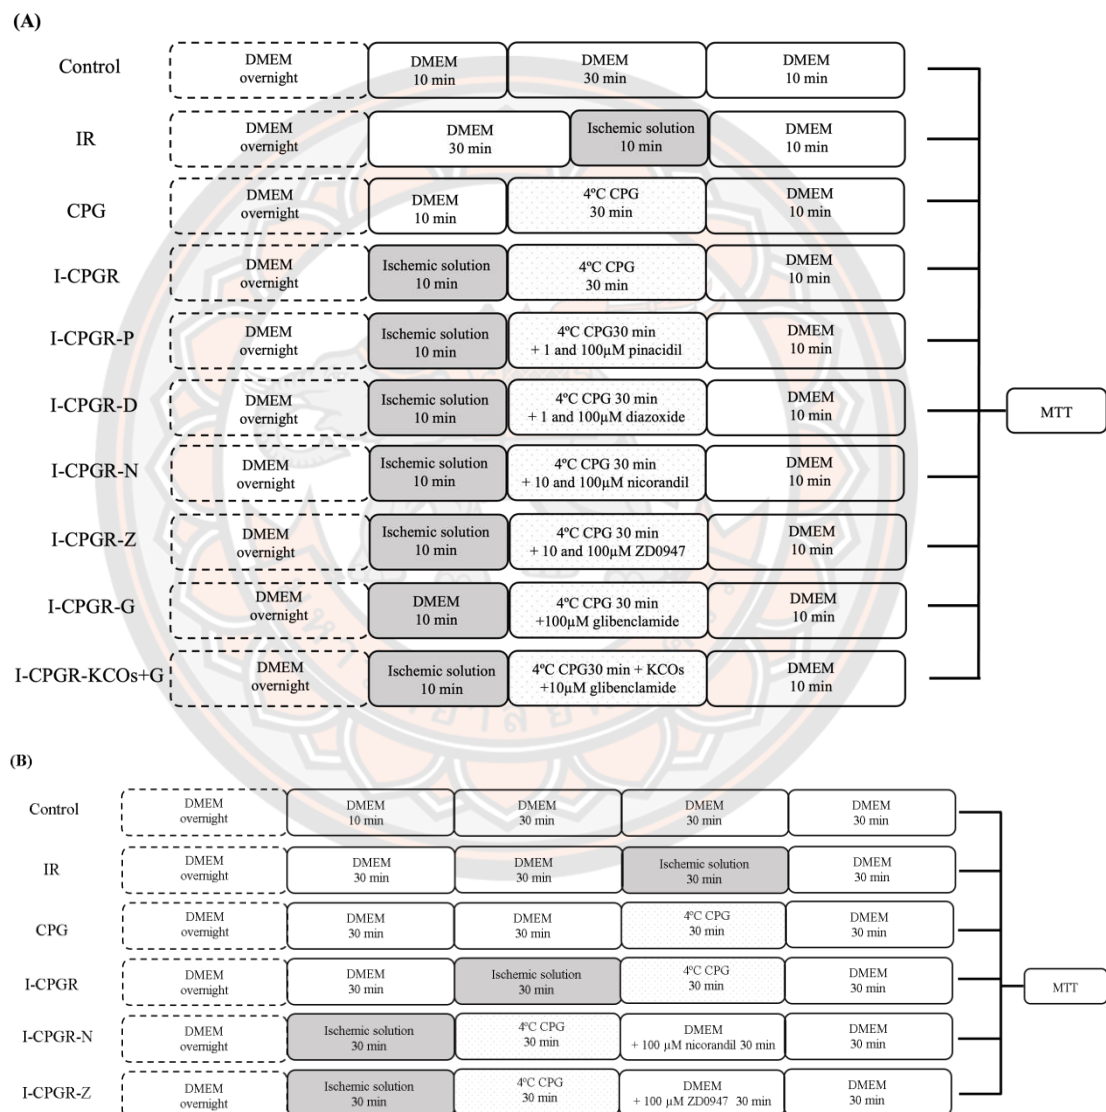 (A)
Control
DMEM
overnight
DMEM
10 min
DMEM
30 min
DMEM
10 min
IR
DMEM
overnight
DMEM
30 min
Ischemic solution
10 min
DMEM
10 min
CPG
DMEM
overnight
DMEM
10 min
4ºC CPG
30 min
DMEM
10 min
I-CPGR
DMEM
overnight
Ischemic solution
10 min
4ºC CPG
30 min
DMEM
10 min
I-CPGR-P
DMEM
overnight
Ischemic solution
10 min
4ºC CPG30 min
+ 1 and 100µM pinacidil
DMEM
10 min
I-CPGR-D
DMEM
overnight
Ischemic solution
10 min
4ºC CPG 30 min
+ 1 and 100µM diazoxide
DMEM
10 min
MTT
I-CPGR-N
DMEM
overnight
Ischemic solution
10 min
4ºC CPG 30 min
+ 10 and 100µM nicorandil
DMEM
10 min
I-CPGR-Z
DMEM
overnight
Ischemic solution
10 min
4ºC CPG 30 min
+ 10 and 100µM ZD0947
DMEM
10 min
I-CPGR-G
DMEM
overnight
DMEM
10 min
4ºC CPG 30 min
+100µM glibenclamide
DMEM
10 min
I-CPGR-KCOs+G
DMEM
overnight
Ischemic solution
10 min
4ºC CPG30 min + KCOs
+10µM glibenclamide
DMEM
10 min
(B)
Control
DMEM
overnight
DMEM
10 min
DMEM
30 min
DMEM
30 min
DMEM
30 min
IR
DMEM
overnight
DMEM
30 min
DMEM
30 min
Ischemic solution
30 min
DMEM
30 min
CPG
DMEM
overnight
DMEM
30 min
DMEM
30 min
4ºC CPG
30 min
DMEM
30 min
I-CPGR
DMEM
overnight
DMEM
30 min
Ischemic solution
30 min
4ºC CPG
30 min
DMEM
30 min
MTT
I-CPGR-N
DMEM
overnight
Ischemic solution
30 min
4ºC CPG
30 min
DMEM
+ 100 µM nicorandil 30 min
DMEM
30 min
I-CPGR-Z
DMEM
overnight
Ischemic solution
30 min
4ºC CPG
30 min
DMEM
+ 100 µM ZD0947 30 min
DMEM
30 min